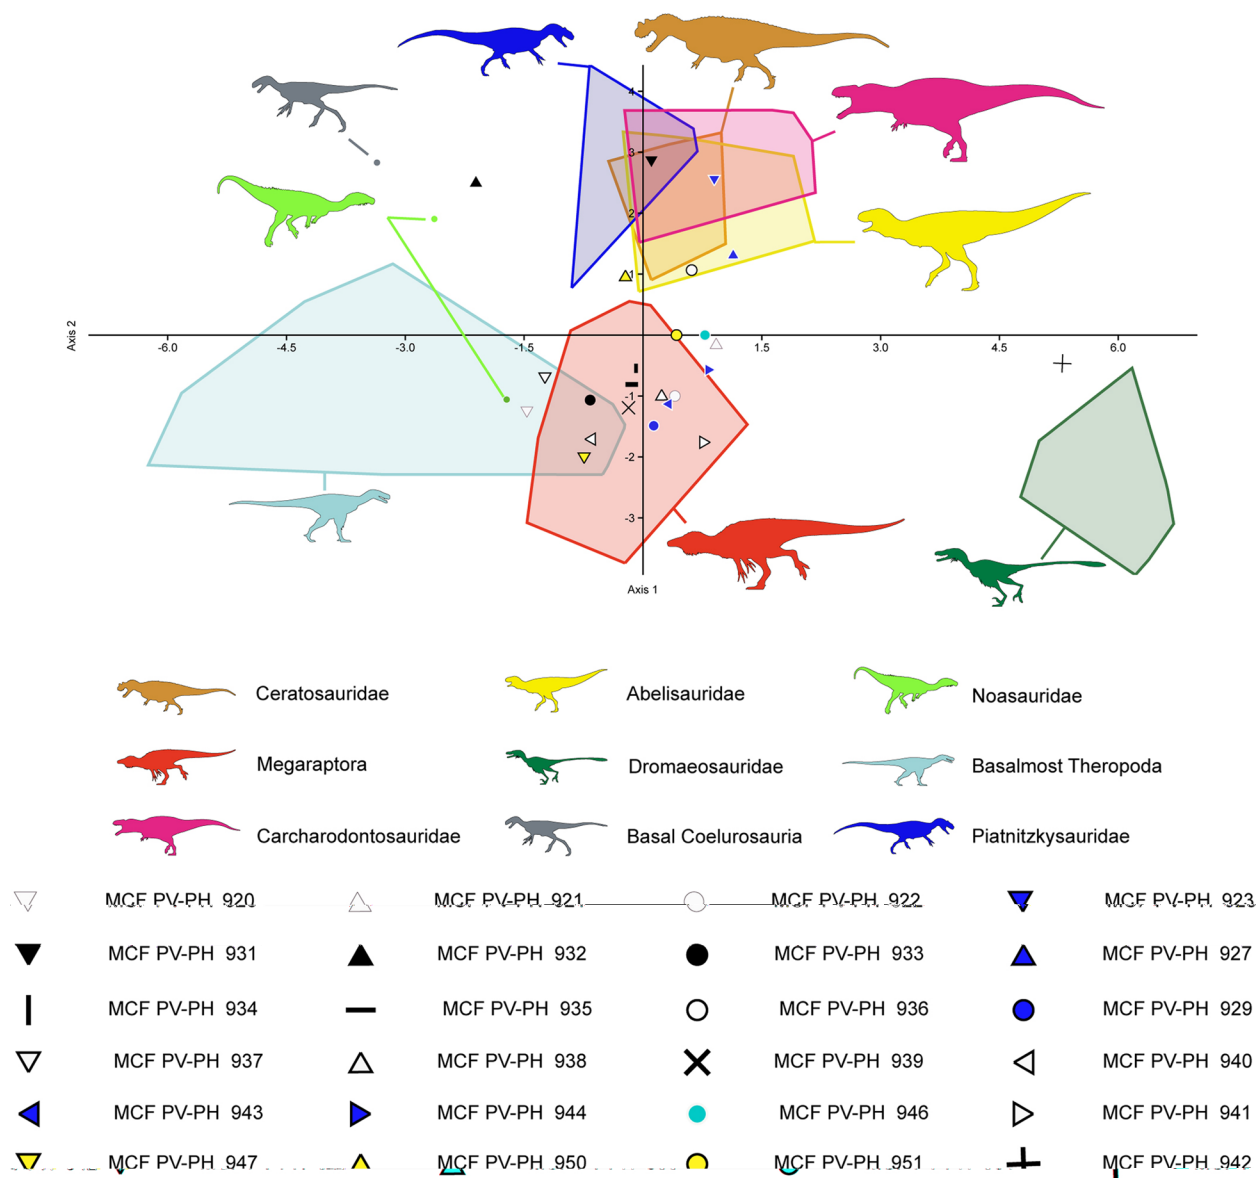 4
3
2
1
Axis 2
-6.0 -4.5 -3.0 -1.5 1.5 3.0 4.5 6.0
-1
-2
-3
Axis 1
Ceratosauridae Abelisauridae Noasauridae
Megaraptora Dromaeosauridae Basalmost Theropoda
Carcharodontosauridae Basal Coelurosauria Piatnitzkysauridae
MCF PV-PH 920 MCF PV-PH 921 MCF PV-PH 922 MCF PV-PH 923
MCF PV-PH 931 MCF PV-PH 932 MCF PV-PH 933 MCF PV-PH 927
MCF PV-PH 934 MCF PV-PH 935 MCF PV-PH 936 MCF PV-PH 929
MCF PV-PH 937 MCF PV-PH 938 MCF PV-PH 939 MCF PV-PH 940
MCF PV-PH 943 MCF PV-PH 944 MCF PV-PH 946 MCF PV-PH 941
MCF PV-PH 947 MCF PV-PH 950 MCF PV-PH 951 MCF PV-PH 942